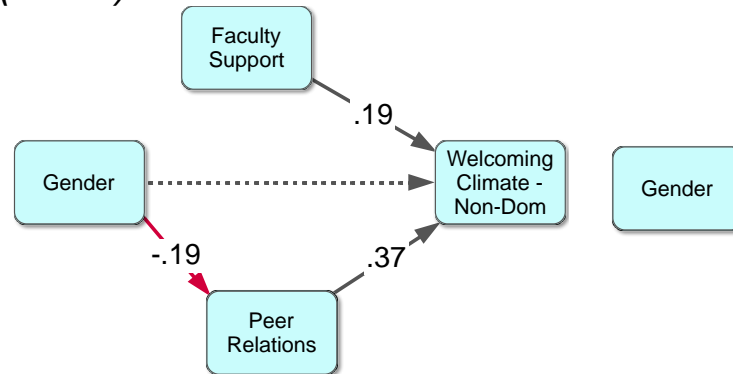 Faculty
Support
.19
Gender
Welcoming
Climate -
Non-Dom
Gender
-.19
.37
Peer
Relations